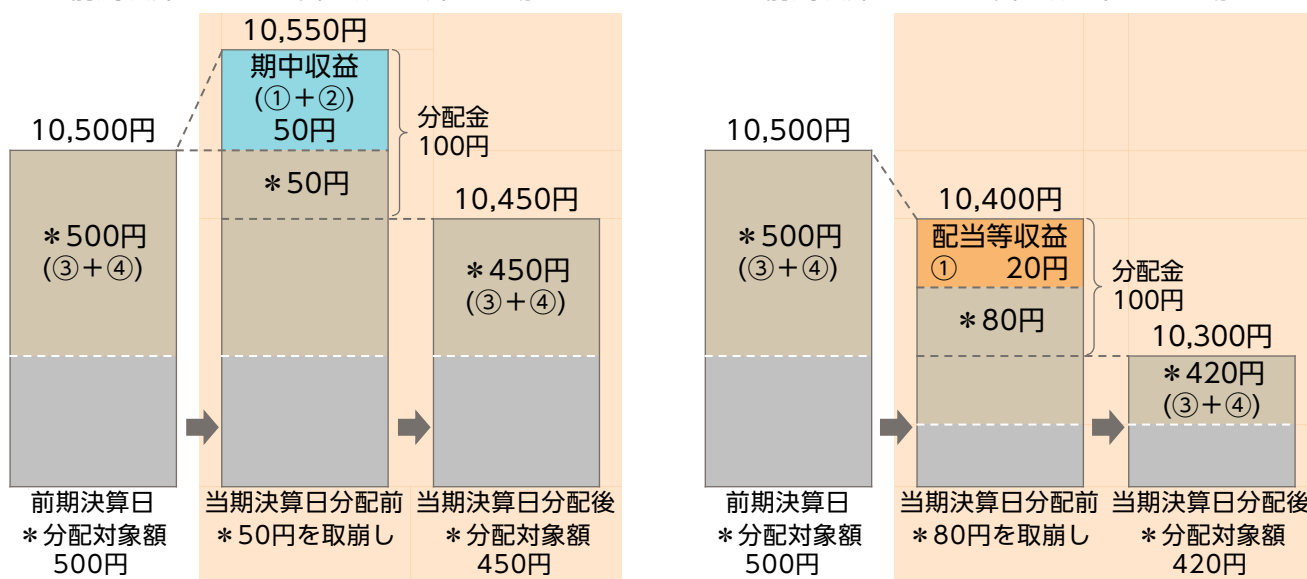 10,550円
期中収益
(①+②)
50円
分配金
100円
10,500円
＊50円
10,450円
＊500円
(③+④)
＊450円
(③+④)
前期決算日
＊分配対象額
500円
当期決算日分配前
＊50円を取崩し
当期決算日分配後
＊分配対象額
450円
10,500円
10,400円
＊500円
(③+④)
配当等収益
① 20円
分配金
100円
＊80円
10,300円
＊420円
(③+④)
前期決算日
＊分配対象額
500円
当期決算日分配前
＊80円を取崩し
当期決算日分配後
＊分配対象額
420円